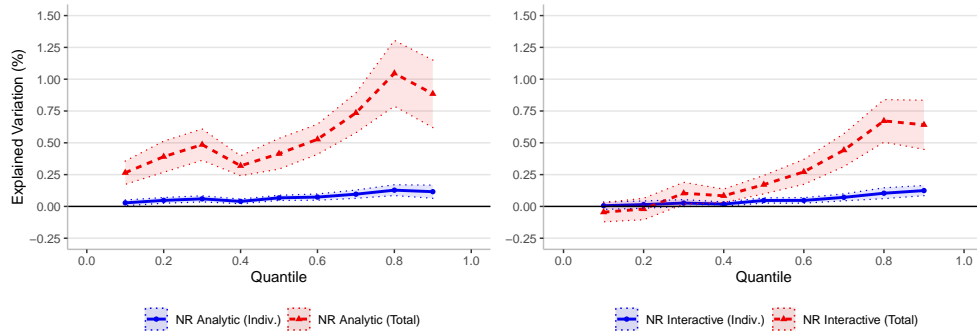 Explained Variation (%)
1.50
1.25
1.00
0.75
0.50
0.25
0.00
−0.25
0.0 0.2 0.4 0.6 0.8 1.0
Quantile
NR Analytic (Indiv.) NR Analytic (Total)
1.50
1.25
1.00
0.75
0.50
0.25
0.00
−0.25
0.0 0.2 0.4 0.6 0.8 1.0
Quantile
NR Interactive (Indiv.) NR Interactive (Total)